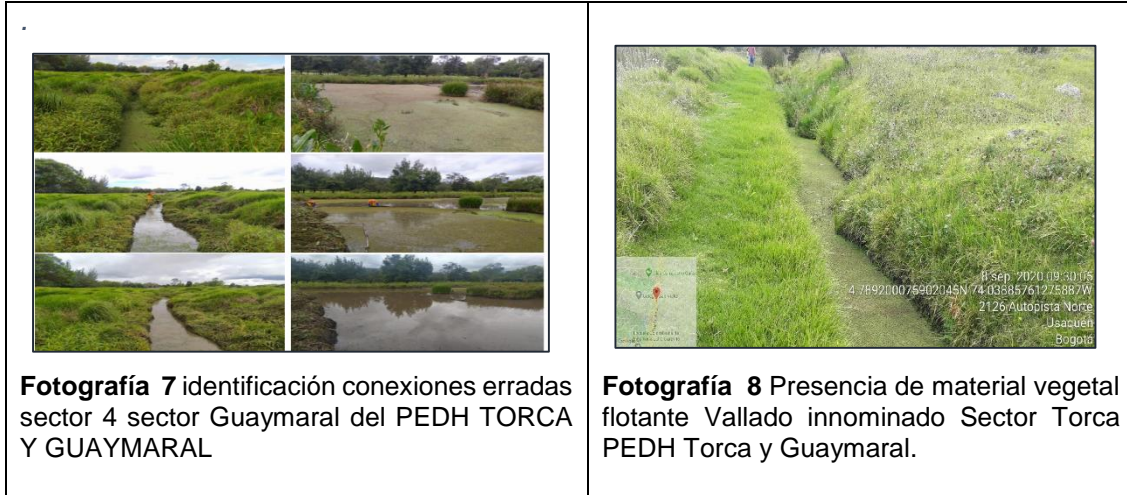 .
Fotografía 7 identificación conexiones erradas
sector 4 sector Guaymaral del PEDH TORCA
Y GUAYMARAL
8 sep. 2020 09:30:05
2126 Autopista Norte
Usaquén
Bogotá
Fotografía 8 Presencia de material vegetal
flotante Vallado innominado Sector Torca
PEDH Torca y Guaymaral.